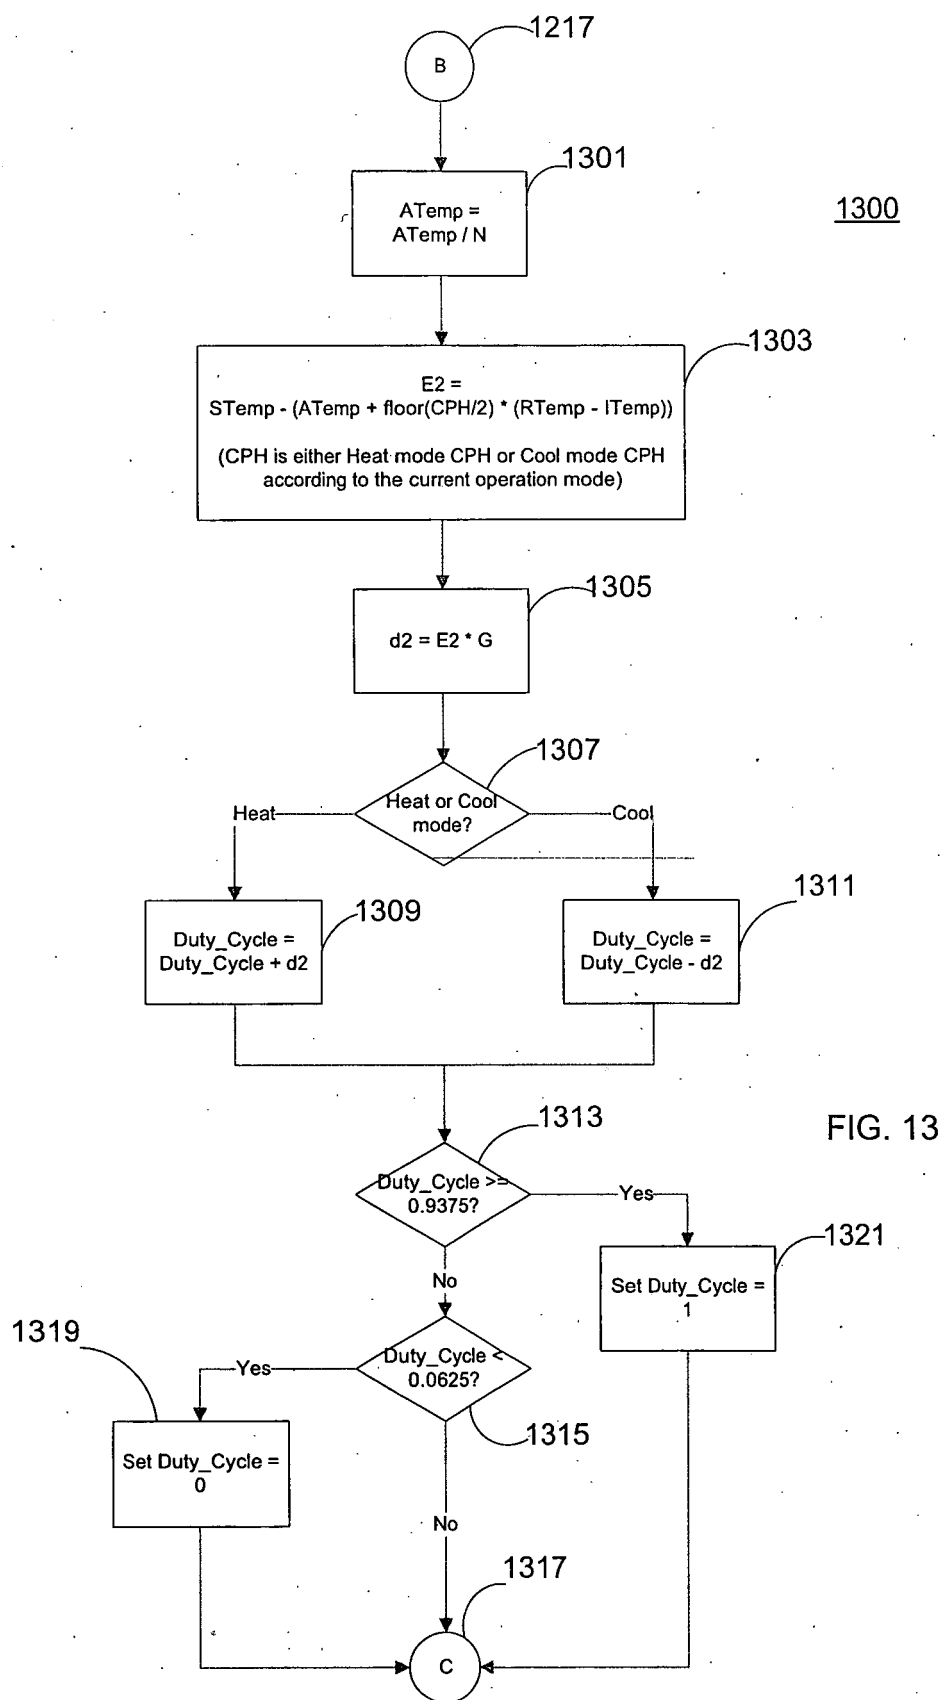 1217
B
1301
ATemp =
ATemp / N
1300
1303
E2 =
STemp - (ATemp + floor(CPH/2) * (RTemp - ITemp))
(CPH is either Heat mode CPH or Cool mode CPH
according to the current operation mode)
1305
d2 = E2 * G
1307
Heat or Cool
mode?
Heat
Cool
1309
1311
Duty_Cycle =
Duty_Cycle + d2
Duty_Cycle =
Duty_Cycle - d2
1313
FIG. 13
Duty_Cycle >=
0.9375?
Yes
1321
Set Duty_Cycle =
1
No
1319
Duty_Cycle <
0.0625?
Yes
1315
Set Duty_Cycle =
0
No
1317
C